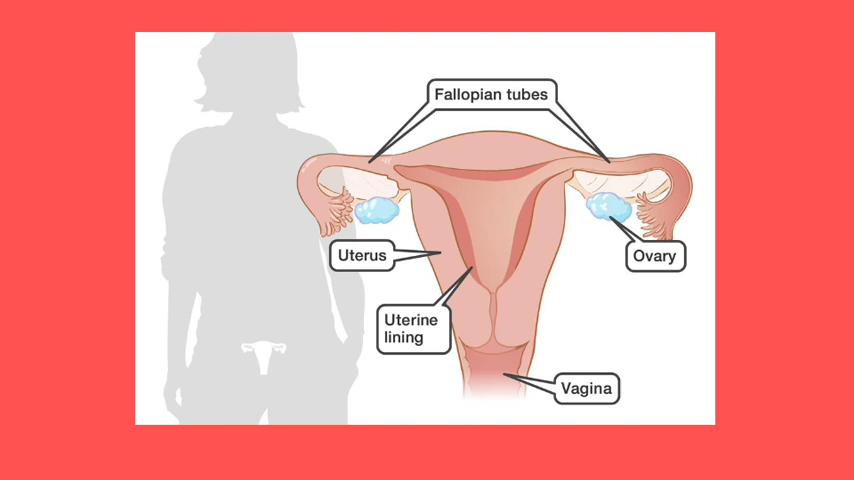 Fallopian tubes
Uterus
Ovary
Uterine
lining
Vagina